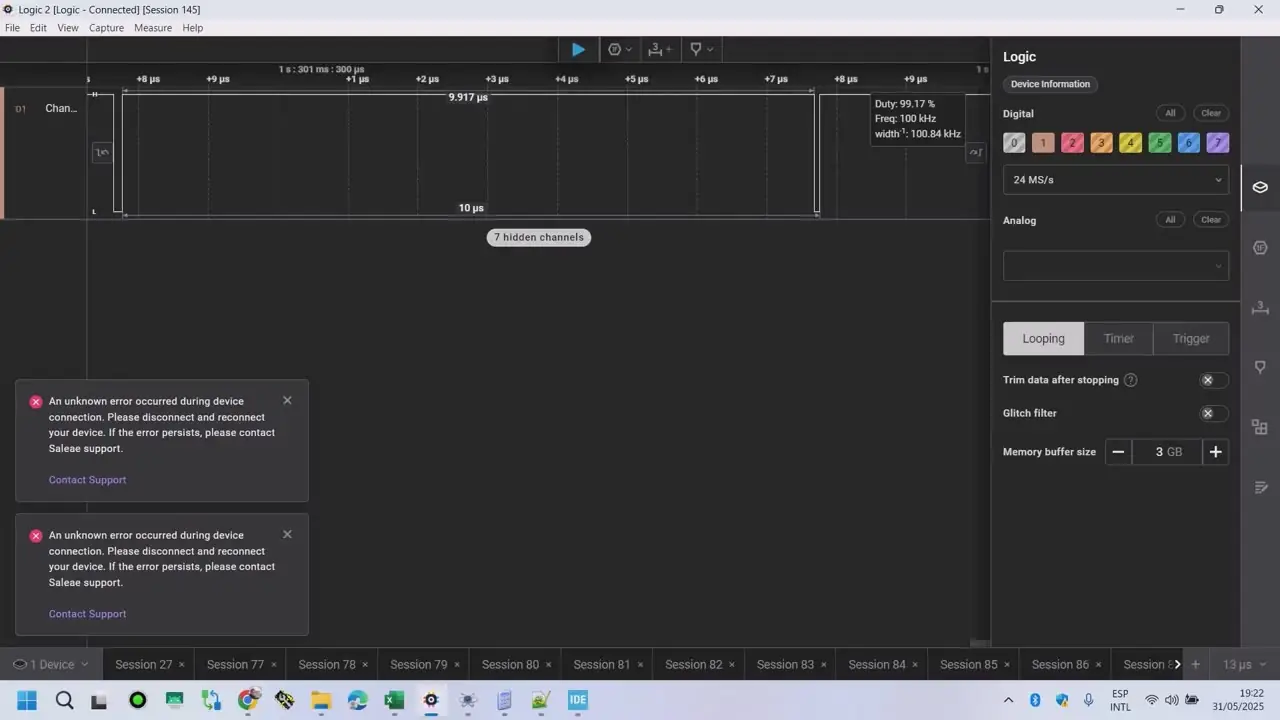 Logic 2 [Logic - Connected] [Session 145]
File Edit View Capture Measure Help
1 s : 301 ms : 300 µs
s +8 µs +9 µs +1 µs +2 µs +3 µs +4 µs +5 µs +6 µs +7 µs +8 µs +9 µs 1 s
D1 Chan...
H
L
9.917 µs
10 µs
Duty: 99.17 %
Freq: 100 kHz
width⁻¹: 100.84 kHz
7 hidden channels
Logic
Device Information
Digital All Clear
0 1 2 3 4 5 6 7
24 MS/s
Analog All Clear
Looping Timer Trigger
Trim data after stopping ?
Glitch filter
Memory buffer size 3 GB
An unknown error occurred during device
connection. Please disconnect and reconnect
your device. If the error persists, please contact
Saleae support.
Contact Support
An unknown error occurred during device
connection. Please disconnect and reconnect
your device. If the error persists, please contact
Saleae support.
Contact Support
1 Device Session 27 Session 77 Session 78 Session 79 Session 80 Session 81 Session 82 Session 83 Session 84 Session 85 Session 86 Session 13 µs
IDE
ESP
INTL
19:22
31/05/2025